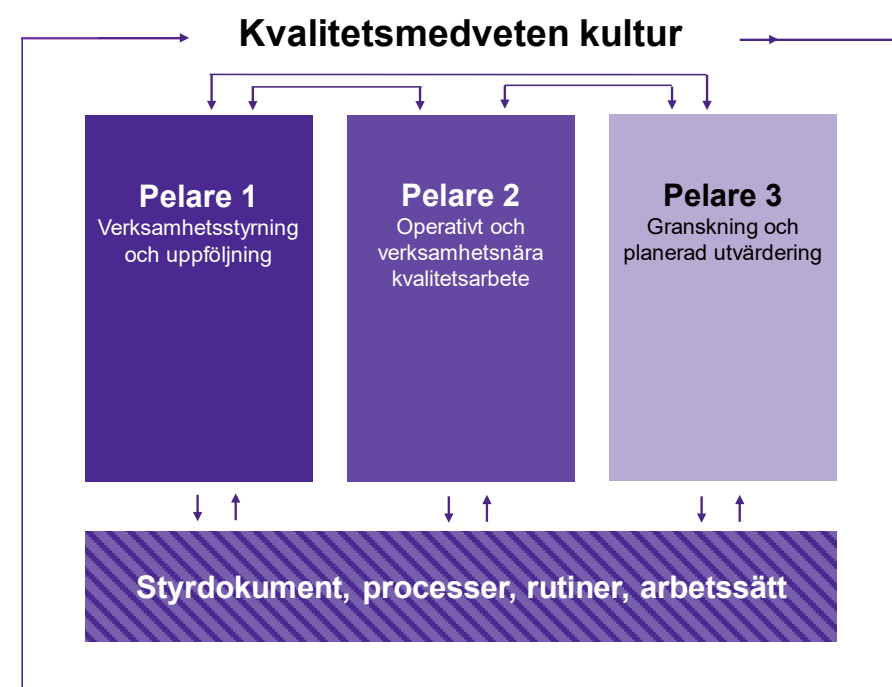 Kvalitetsmedveten kultur
Pelare 1
Verksamhetsstyrning
och uppföljning
Pelare 2
Operativt och
verksamhetsnära
kvalitetsarbete
Pelare 3
Granskning och
planerad utvärdering
Styrdokument, processer, rutiner, arbetssätt